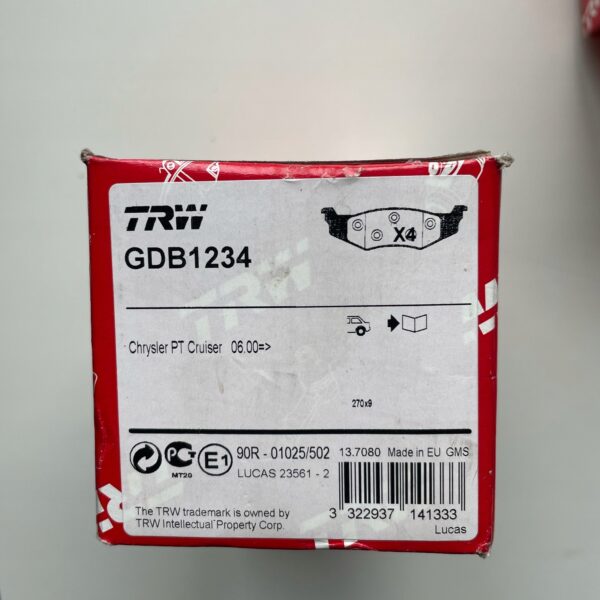 TRW
X4
GDB1234
Chrysler PT Cruiser 06.00=>
270x9
90R - 01025/502 13.7080 Made in EU GMS
MT20
E1
LUCAS 23561 - 2
The TRW trademark is owned by
TRW Intellectual Property Corp.
3 322937 141333
Lucas